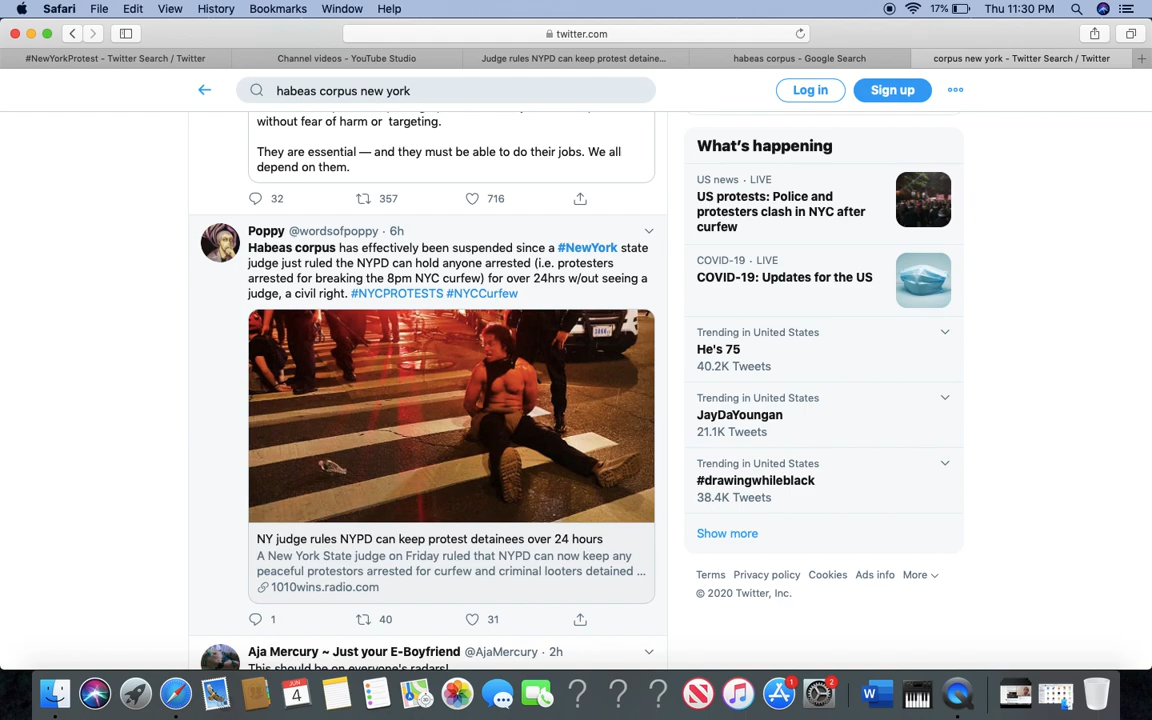 Safari File Edit View History Bookmarks Window Help 17% Thu 11:30 PM
twitter.com
#NewYorkProtest - Twitter Search / Twitter Channel videos - YouTube Studio Judge rules NYPD can keep protest detaine... habeas corpus - Google Search corpus new york - Twitter Search / Twitter
habeas corpus new york Log in Sign up
without fear of harm or targeting.
They are essential — and they must be able to do their jobs. We all
depend on them.
32 357 716
Poppy @wordsofpoppy · 6h
Habeas corpus has effectively been suspended since a #NewYork state
judge just ruled the NYPD can hold anyone arrested (i.e. protesters
arrested for breaking the 8pm NYC curfew) for over 24hrs w/out seeing a
judge, a civil right. #NYCPROTESTS #NYCCurfew
NY judge rules NYPD can keep protest detainees over 24 hours
A New York State judge on Friday ruled that NYPD can now keep any
peaceful protestors arrested for curfew and criminal looters detained ...
1010wins.radio.com
1 40 31
Aja Mercury ~ Just your E-Boyfriend @AjaMercury · 2h
This should be on everyone's radars!
What's happening
US news · LIVE
US protests: Police and
protesters clash in NYC after
curfew
COVID-19 · LIVE
COVID-19: Updates for the US
Trending in United States
He's 75
40.2K Tweets
Trending in United States
JayDaYoungan
21.1K Tweets
Trending in United States
#drawingwhileblack
38.4K Tweets
Show more
Terms Privacy policy Cookies Ads info More
© 2020 Twitter, Inc.
JUN
4
? ? ? 1 2 W